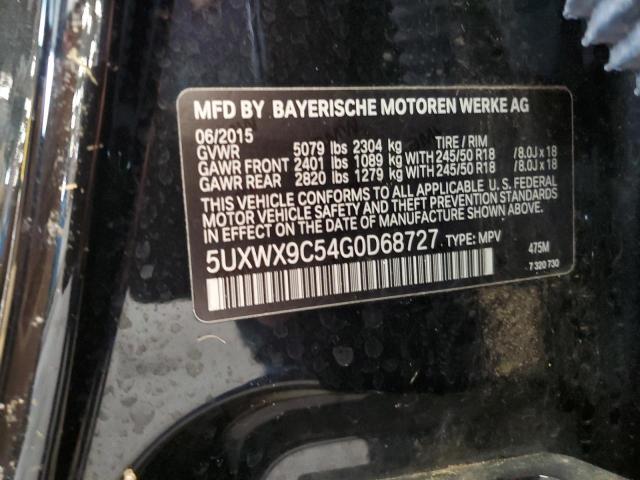 MFD BY BAYERISCHE MOTOREN WERKE AG
06/2015 TIRE / RIM
GVWR 5079 lbs 2304 kg
GAWR FRONT 2401 lbs 1089 kg WITH 245/50 R18 /8.0J x 18
GAWR REAR 2820 lbs 1279 kg WITH 245/50 R18 /8.0J x 18
THIS VEHICLE CONFORMS TO ALL APPLICABLE U. S. FEDERAL
MOTOR VEHICLE SAFETY AND THEFT PREVENTION STANDARDS
IN EFFECT ON THE DATE OF MANUFACTURE SHOWN ABOVE.
5UXWX9C54G0D68727 TYPE: MPV 475M
7 320 730